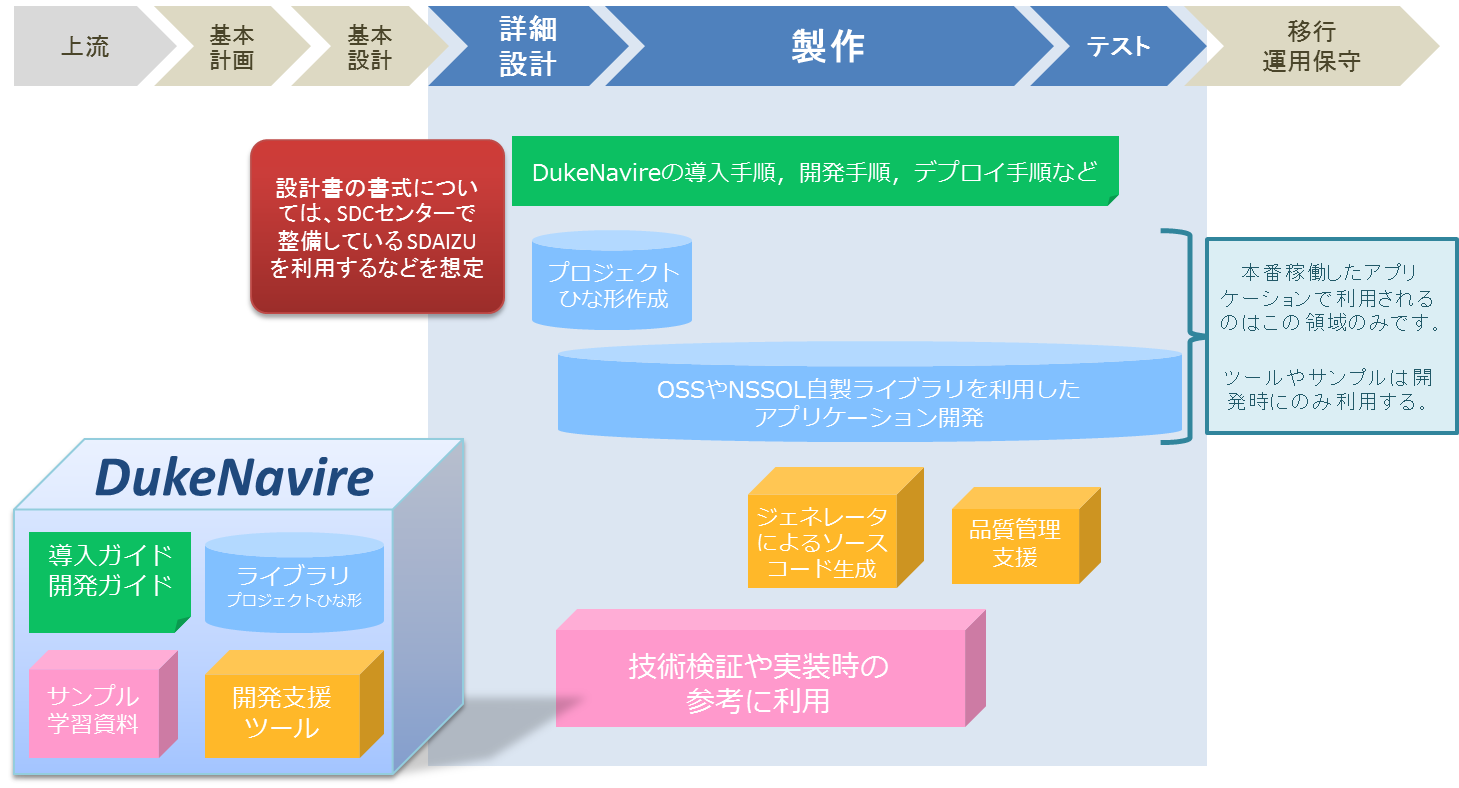 上流
基本
計画
基本
設計
詳細
設計
製作
テスト
移行
運用保守
設計書の書式につい
ては、SDCセンターで
整備しているSDAIZU
を利用するなどを想定
DukeNavireの導入手順，開発手順，デプロイ手順など
プロジェクト
ひな形作成
本番稼働したアプリ
ケーションで利用される
のはこの領域のみです。
ツールやサンプルは開
発時にのみ利用する。
OSSやNSSOL自製ライブラリを利用した
アプリケーション開発
DukeNavire
導入ガイド
開発ガイド
ライブラリ
プロジェクトひな形
サンプル
学習資料
開発支援
ツール
ジェネレータ
によるソース
コード生成
品質管理
支援
技術検証や実装時の
参考に利用